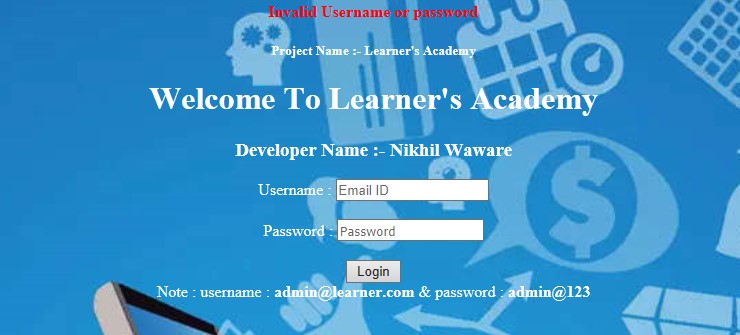 Invalid Username or password
Project Name :- Learner's Academy
Welcome To Learner's Academy
Developer Name :- Nikhil Waware
Username : Email ID
Password : Password
Login
Note : username : admin@learner.com & password : admin@123